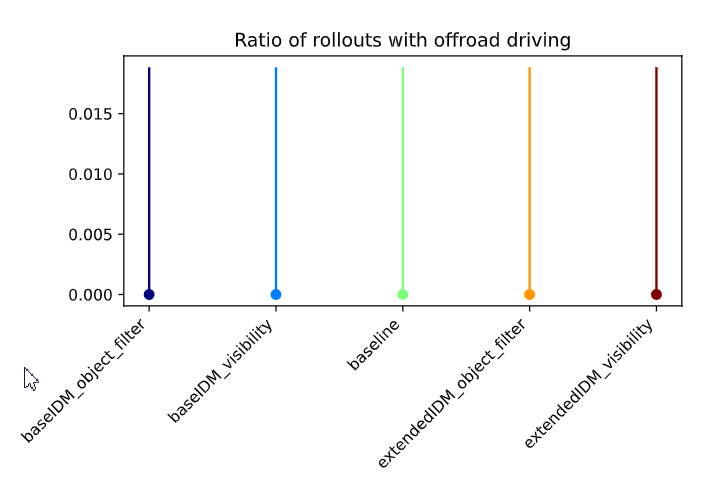 Ratio of rollouts with offroad driving
0.015
0.010
0.005
0.000
baseIDM_object_filter
baseIDM_visibility
baseline
extendedIDM_object_filter
extendedIDM_visibility